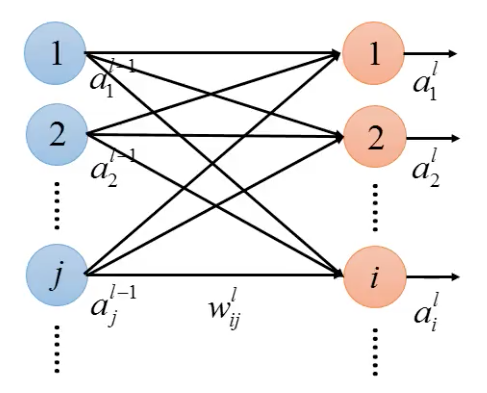 1 1
a_1^{l-1} a_1^l
2 2
a_2^{l-1} a_2^l
j i
a_j^{l-1} w_{ij}^l a_i^l